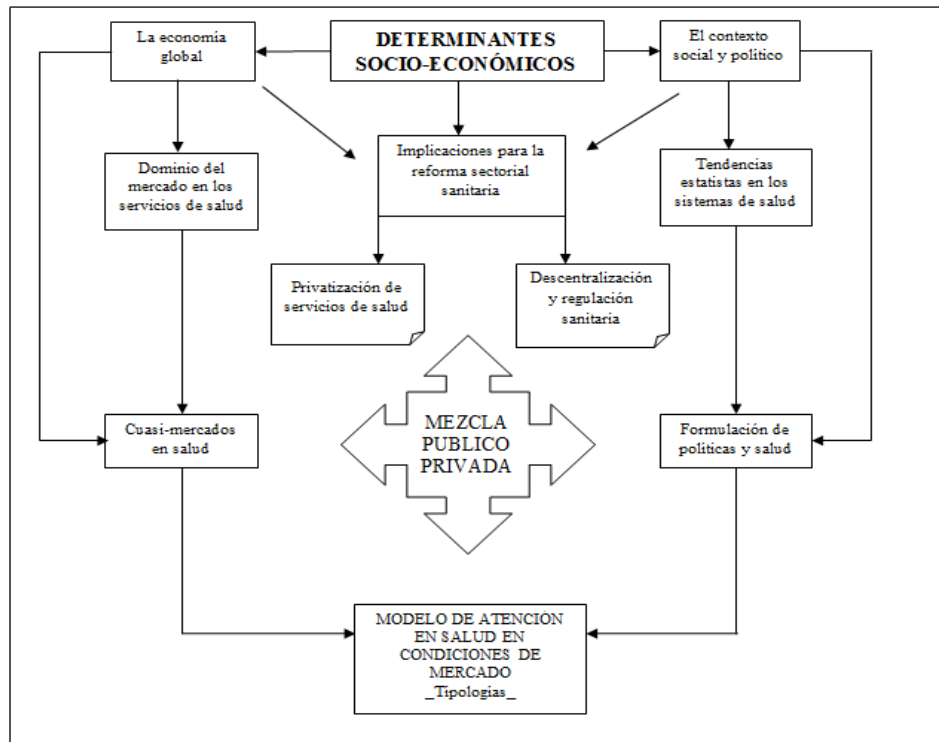 La economía
global
DETERMINANTES
SOCIO-ECONÓMICOS
El contexto
social y político
Implicaciones para la
reforma sectorial
sanitaria
Dominio del
mercado en los
servicios de salud
Tendencias
estatistas en los
sistemas de salud
Privatización de
servicios de salud
Descentralización
y regulación
sanitaria
Cuasi-mercados
en salud
MEZCLA
PUBLICO
PRIVADA
Formulación de
políticas y salud
MODELO DE ATENCIÓN
EN SALUD EN
CONDICIONES DE
MERCADO
_Tipologías_